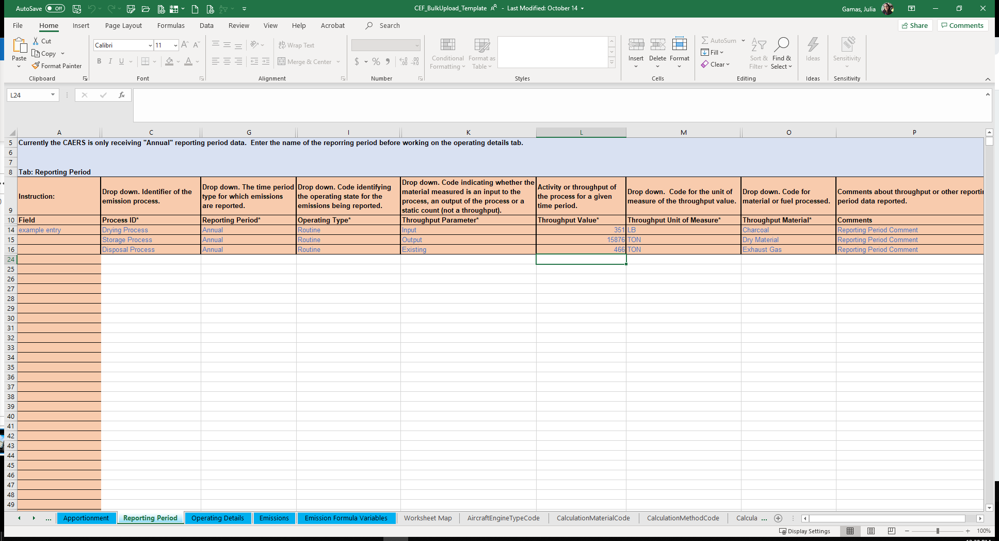 AutoSave Off CEF_BulkUpload_Template - Last Modified: October 14 Gamas, Julia
File Home Insert Page Layout Formulas Data Review View Help Acrobat Search Share Comments
Cut
Copy
Format Painter
Paste
Clipboard
Calibri 11
B I U
Font
Wrap Text
Merge & Center
Alignment
$ %
Number
Conditional Formatting
Format as Table
Styles
Insert Delete Format
Cells
AutoSum
Fill
Clear
Sort & Filter
Find & Select
Editing
Ideas
Ideas
Sensitivity
Sensitivity
L24 fx
A C G I K L M O P
5 Currently the CAERS is only receiving "Annual" reporting period data. Enter the name of the reporring period before working on the operating details tab.
6
7
8 Tab: Reporting Period
9 Instruction:
Drop down. Identifier of the emission process.
Drop down. The time period type for which emissions are reported.
Drop down. Code identifying the operating state for the emissions being reported.
Drop down. Code indicating whether the material measured is an input to the process, an output of the process or a static count (not a throughput).
Activity or throughput of the process for a given time period.
Drop down. Code for the unit of measure of the throughput value.
Drop down. Code for material or fuel processed.
Comments about throughput or other reporti
period data reported.
10 Field Process ID* Reporting Period* Operating Type* Throughput Parameter* Throughput Value* Throughput Unit of Measure* Throughput Material* Comments
14 example entry Drying Process Annual Routine Input 351 LB Charcoal Reporting Period Comment
15 Storage Process Annual Routine Output 15876 TON Dry Material Reporting Period Comment
16 Disposal Process Annual Routine Existing 466 TON Exhaust Gas Reporting Period Comment
24
25
26
27
28
29
30
31
32
33
34
35
36
37
38
39
40
41
42
43
44
45
46
47
48
49
... Apportionment Reporting Period Operating Details Emissions Emission Formula Variables Worksheet Map AircraftEngineTypeCode CalculationMaterialCode CalculationMethodCode Calcula ...
Display Settings 100%